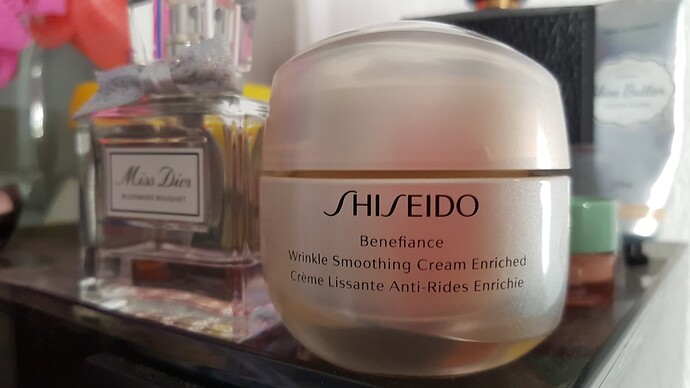 Miss Dior
BLOOMING BOUQUET
SHISEIDO
Benefiance
Wrinkle Smoothing Cream Enriched
Crème Lissante Anti-Rides Enrichie